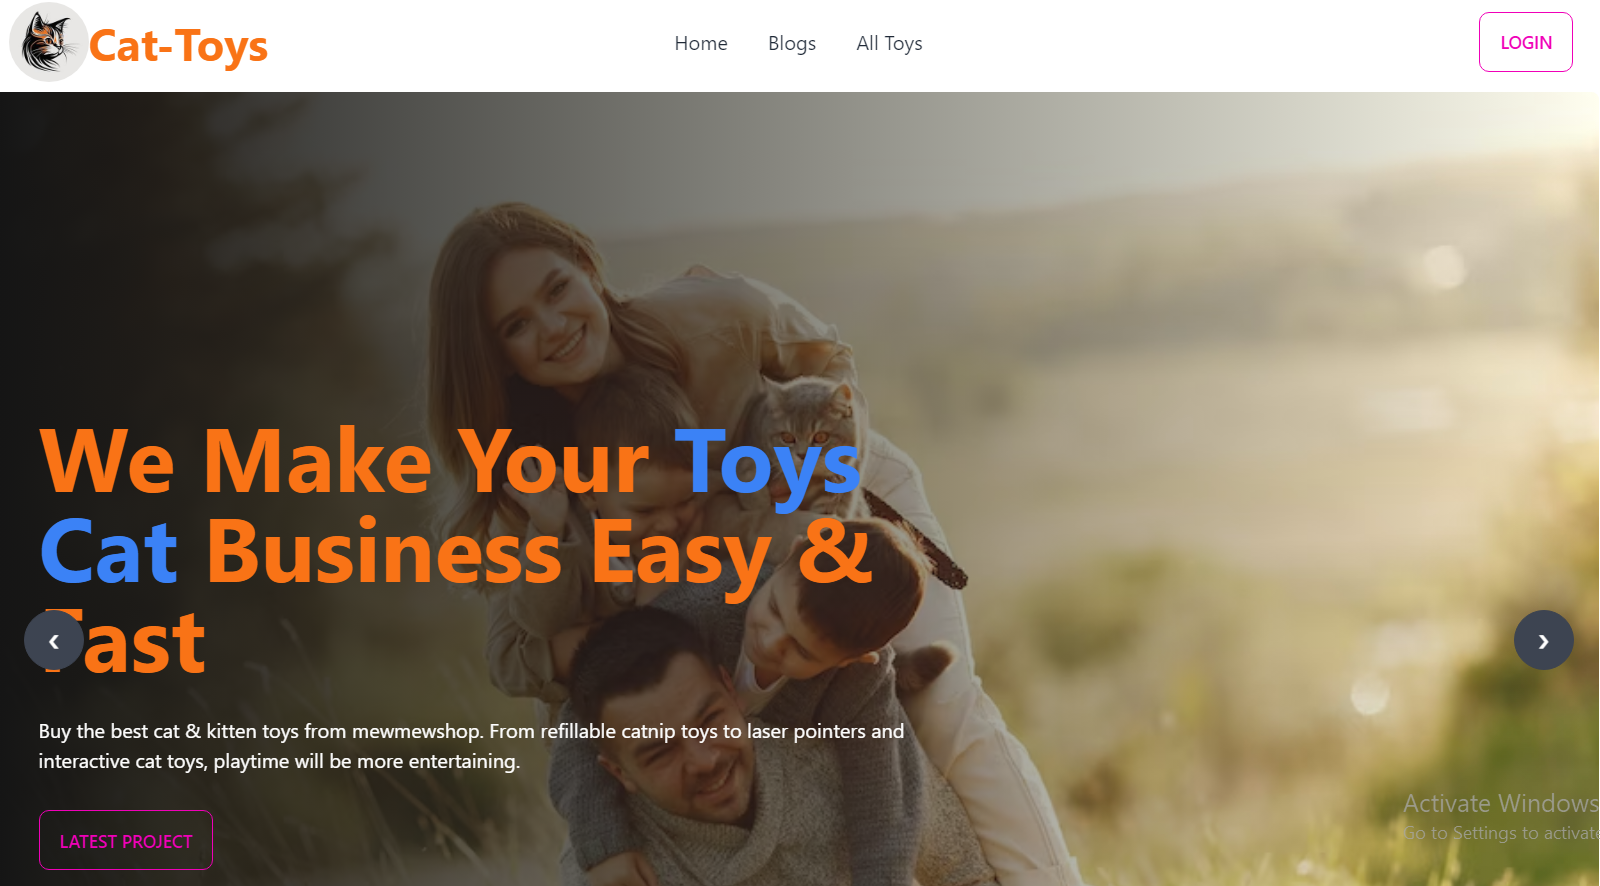 Cat-Toys
Home Blogs All Toys
LOGIN
We Make Your Toys
Cat Business Easy &
Fast
‹ ›
Buy the best cat & kitten toys from mewmewshop. From refillable catnip toys to laser pointers and
interactive cat toys, playtime will be more entertaining.
LATEST PROJECT
Activate Windows
Go to Settings to activate